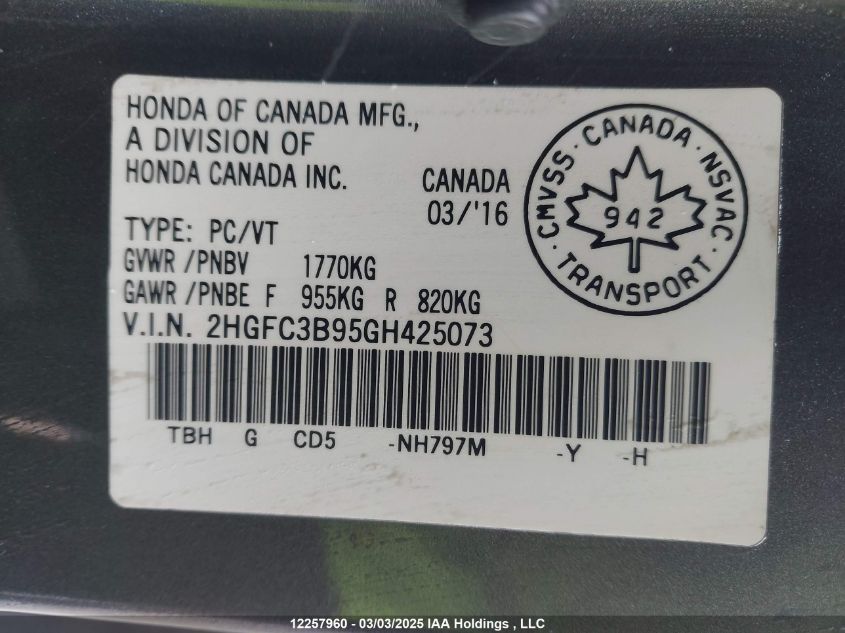 HONDA OF CANADA MFG.,
A DIVISION OF
HONDA CANADA INC.
CANADA
03/'16
TYPE: PC/VT
GVWR /PNBV 1770KG
GAWR /PNBE F 955KG R 820KG
V.I.N. 2HGFC3B95GH425073
TBH G CD5 -NH797M -Y -H
CMVSS · CANADA · NSVAC
942
· TRANSPORT ·
12257960 - 03/03/2025 IAA Holdings , LLC